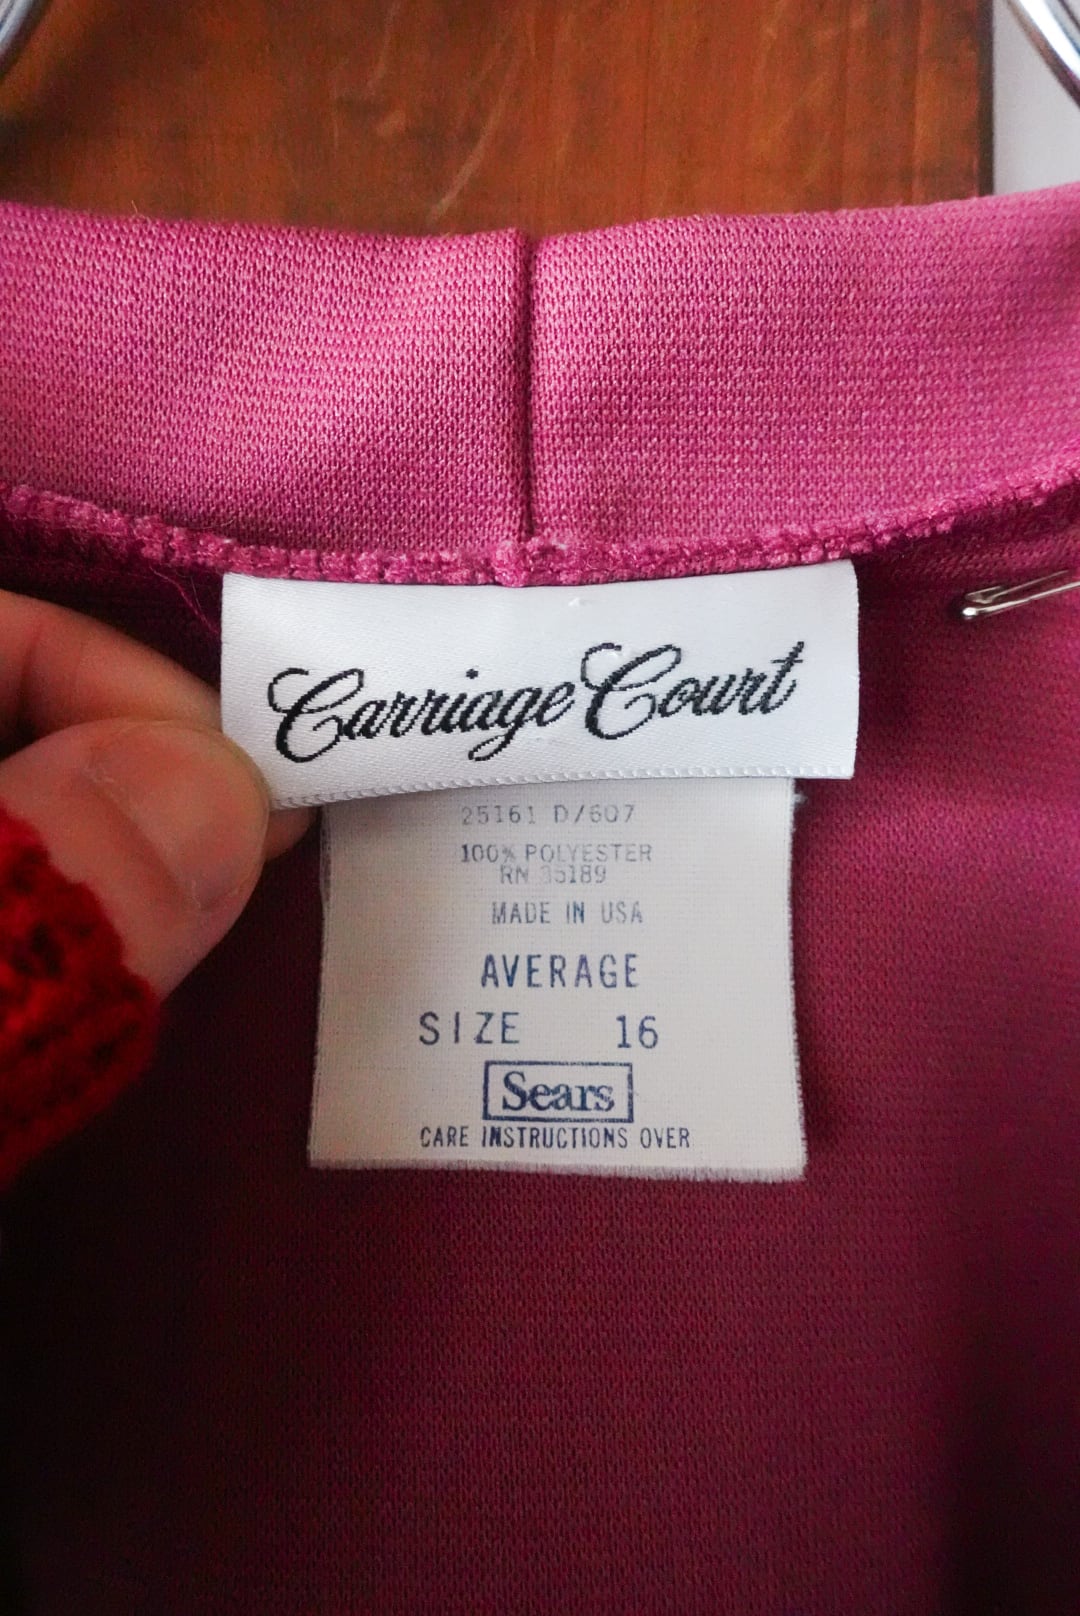 Carriage Court
25161 D/607
100% POLYESTER
RN 35189
MADE IN USA
AVERAGE
SIZE 16
Sears
CARE INSTRUCTIONS OVER